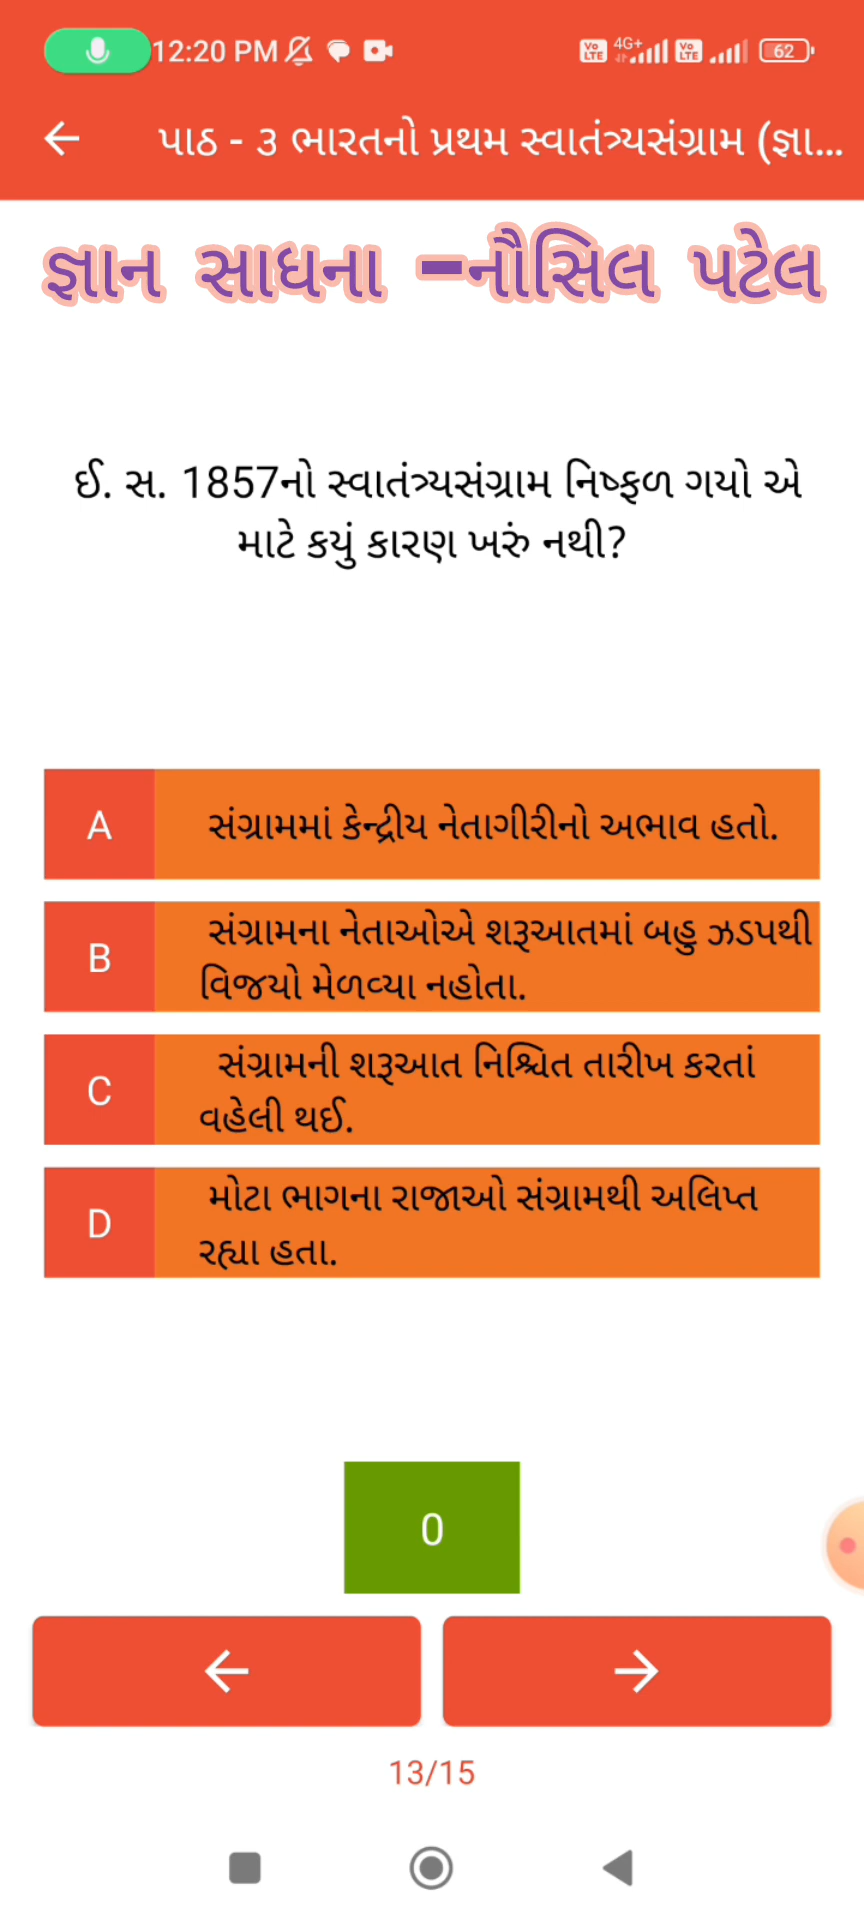 12:20 PM 4G+ 62
પાઠ - ૩ ભારતનો પ્રથમ સ્વાતંત્ર્યસંગ્રામ (જ્ઞા...
જ્ઞાન સાધના -નૌસિલ પટેલ
ઈ. સ. 1857નો સ્વાતંત્ર્યસંગ્રામ નિષ્ફળ ગયો એ
માટે કયું કારણ ખરું નથી?
A સંગ્રામમાં કેન્દ્રીય નેતાગીરીનો અભાવ હતો.
B સંગ્રામના નેતાઓએ શરૂઆતમાં બહુ ઝડપથી
વિજયો મેળવ્યા નહોતા.
C સંગ્રામની શરૂઆત નિશ્ચિત તારીખ કરતાં
વહેલી થઈ.
D મોટા ભાગના રાજાઓ સંગ્રામથી અલિપ્ત
રહ્યા હતા.
0
13/15